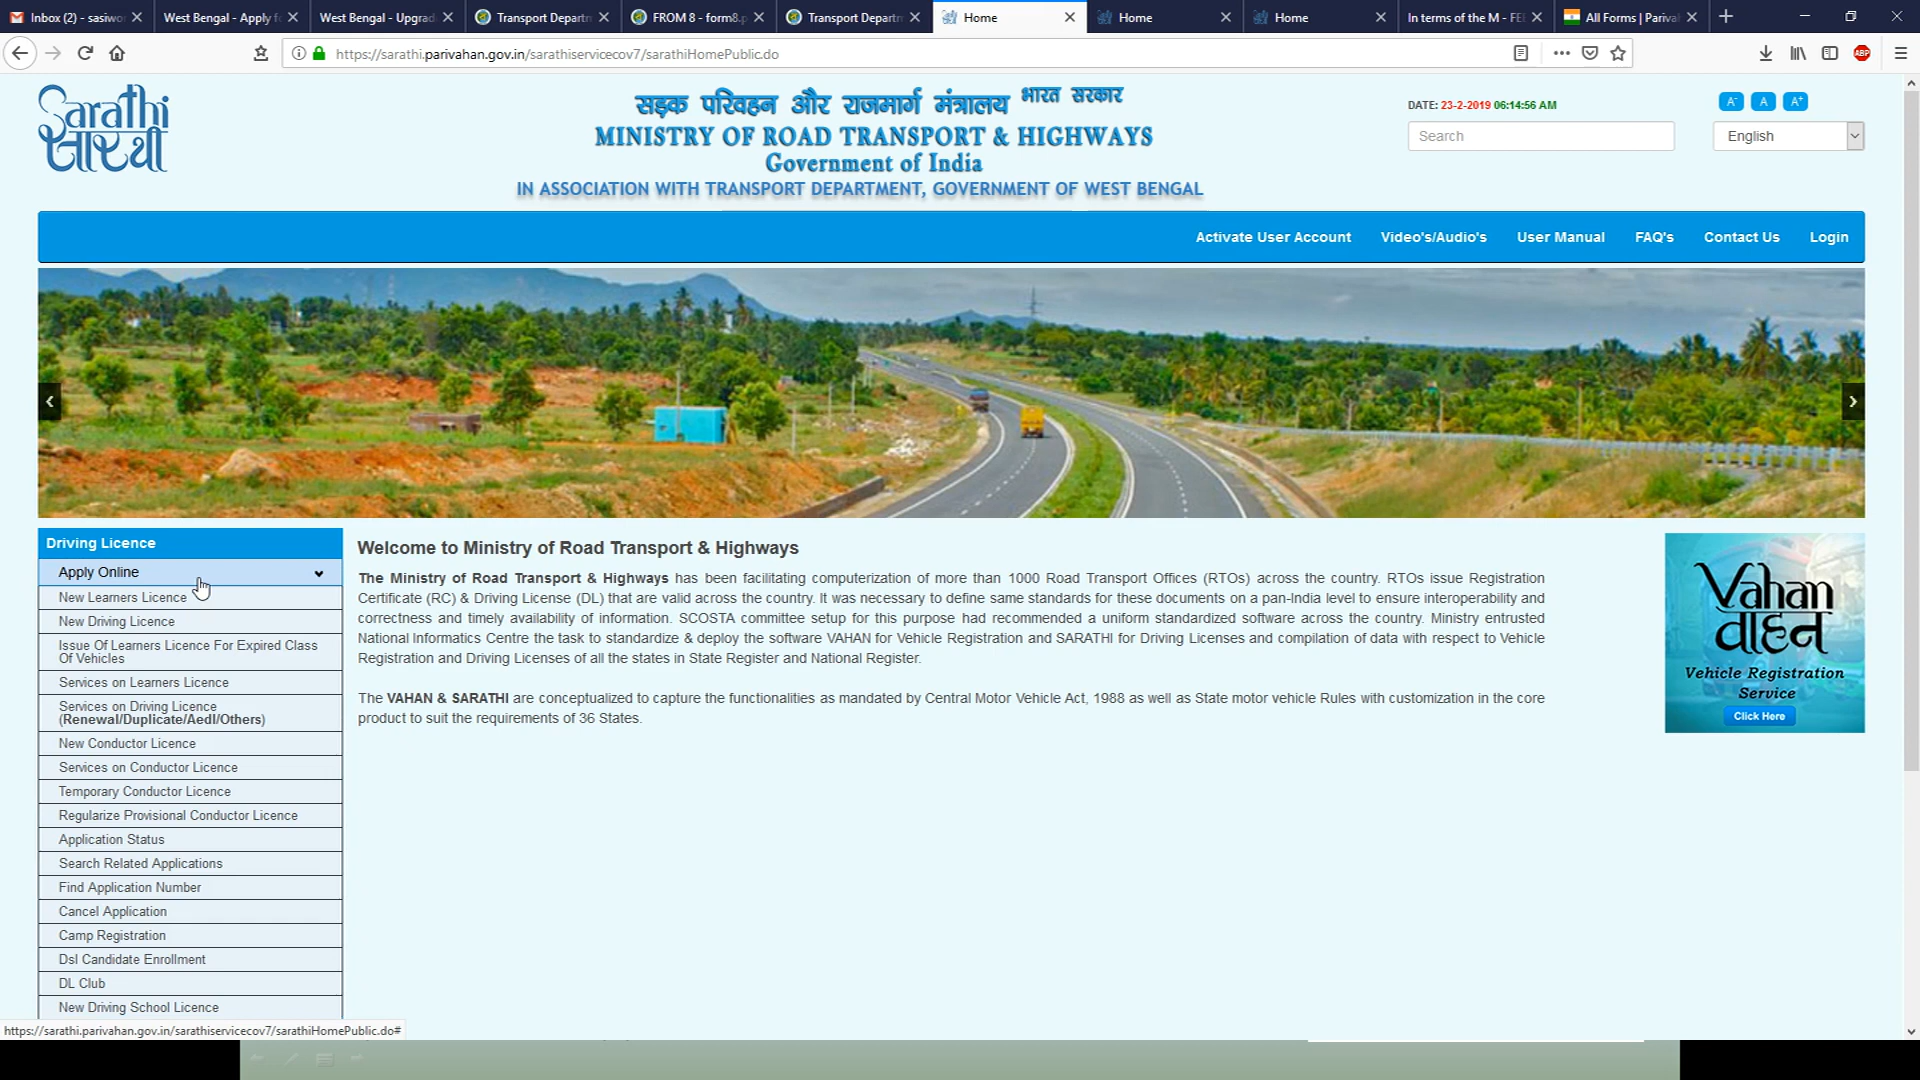 Inbox (2) - sasiwo
West Bengal - Apply f
West Bengal - Upgrad
Transport Departm
FROM 8 - form8.p
Transport Departm
Home
Home
Home
In terms of the M - FE
All Forms | Pariva
https://sarathi.parivahan.gov.in/sarathiservicecov7/sarathiHomePublic.do
ABP
Sarathi
सारथी
सड़क परिवहन और राजमार्ग मंत्रालय भारत सरकार
MINISTRY OF ROAD TRANSPORT & HIGHWAYS
Government of India
IN ASSOCIATION WITH TRANSPORT DEPARTMENT, GOVERNMENT OF WEST BENGAL
DATE: 23-2-2019 06:14:56 AM
A- A A+
Search
English
Activate User Account Video's/Audio's User Manual FAQ's Contact Us Login
Driving Licence
Apply Online
New Learners Licence
New Driving Licence
Issue Of Learners Licence For Expired Class
Of Vehicles
Services on Learners Licence
Services on Driving Licence
(Renewal/Duplicate/Aedl/Others)
New Conductor Licence
Services on Conductor Licence
Temporary Conductor Licence
Regularize Provisional Conductor Licence
Application Status
Search Related Applications
Find Application Number
Cancel Application
Camp Registration
Dsl Candidate Enrollment
DL Club
New Driving School Licence
Welcome to Ministry of Road Transport & Highways
The Ministry of Road Transport & Highways has been facilitating computerization of more than 1000 Road Transport Offices (RTOs) across the country. RTOs issue Registration
Certificate (RC) & Driving License (DL) that are valid across the country. It was necessary to define same standards for these documents on a pan-India level to ensure interoperability and
correctness and timely availability of information. SCOSTA committee setup for this purpose had recommended a uniform standardized software across the country. Ministry entrusted
National Informatics Centre the task to standardize & deploy the software VAHAN for Vehicle Registration and SARATHI for Driving Licenses and compilation of data with respect to Vehicle
Registration and Driving Licenses of all the states in State Register and National Register.
The VAHAN & SARATHI are conceptualized to capture the functionalities as mandated by Central Motor Vehicle Act, 1988 as well as State motor vehicle Rules with customization in the core
product to suit the requirements of 36 States.
Vahan
वाहन
Vehicle Registration
Service
Click Here
https://sarathi.parivahan.gov.in/sarathiservicecov7/sarathiHomePublic.do#